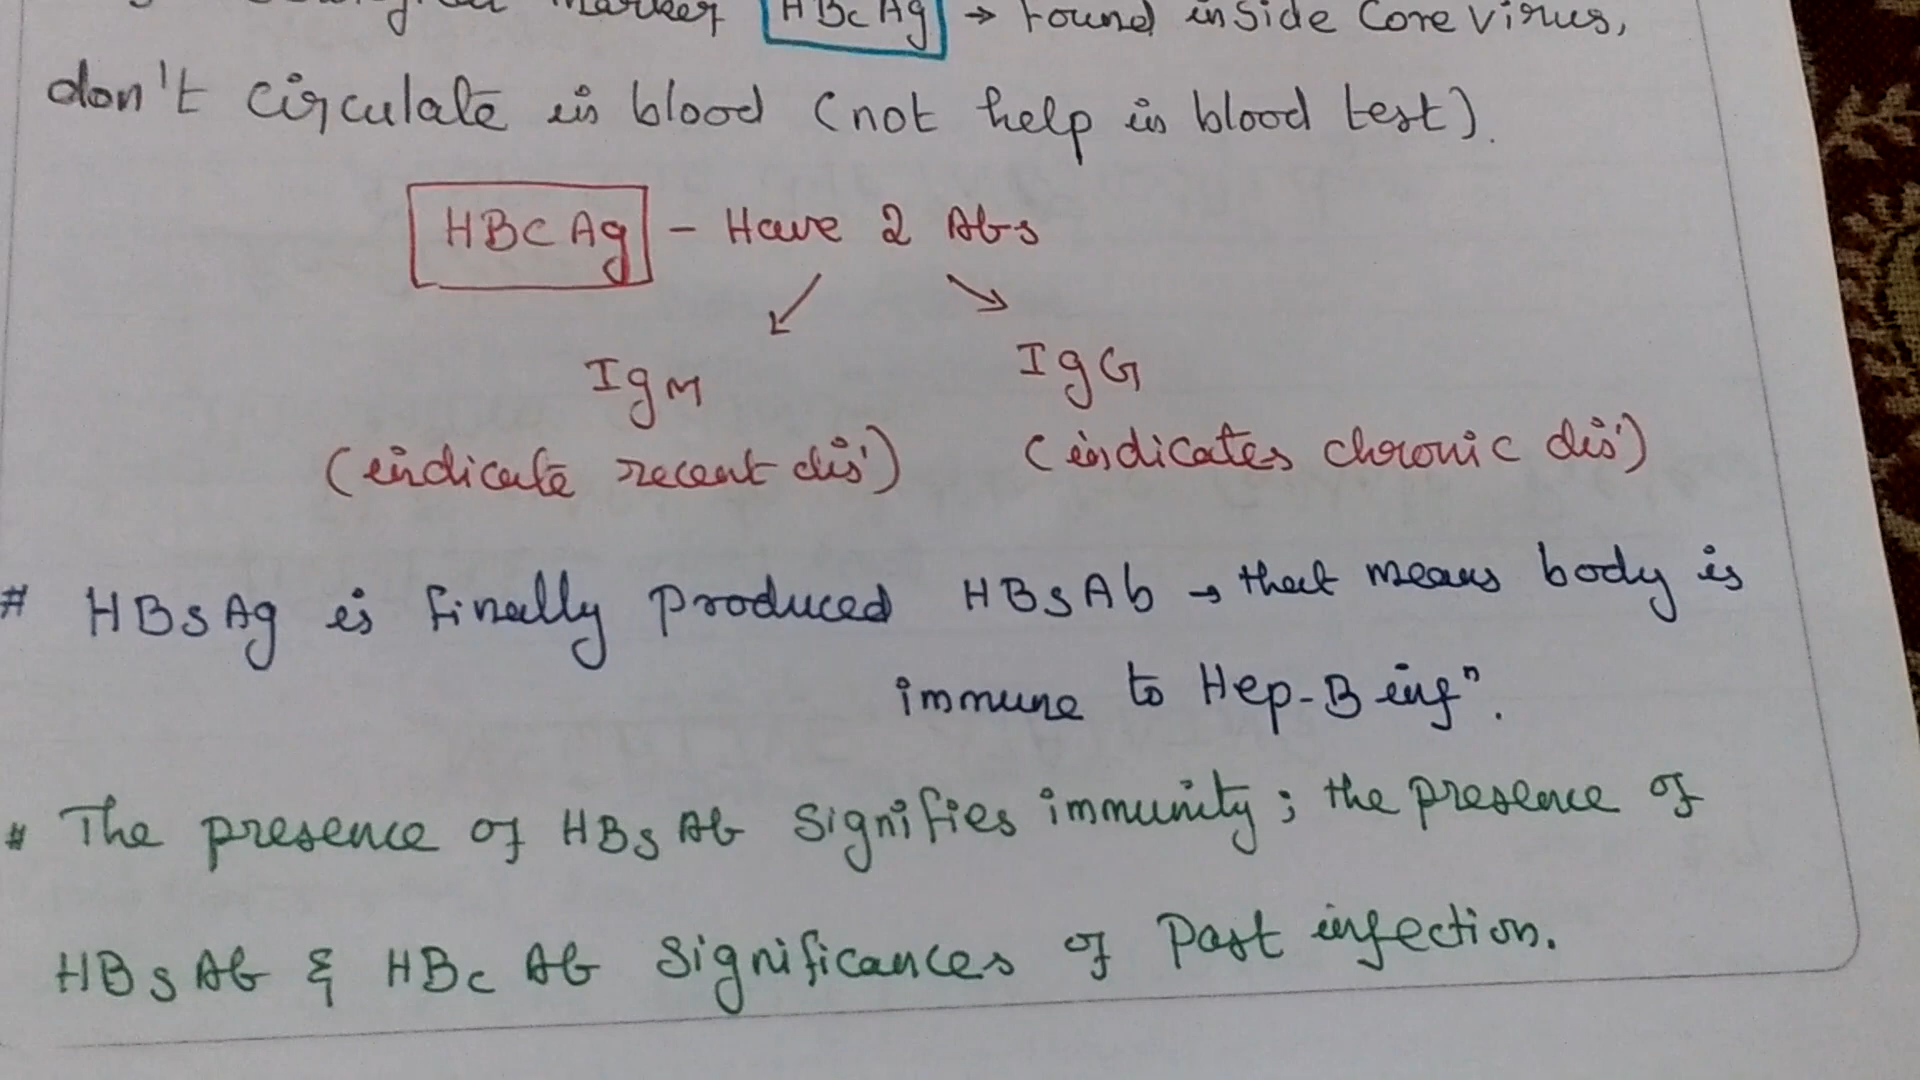 Marker HBcAg → Found inside Core virus,
don't circulate in blood (not help in blood test).
HBcAg - Have 2 Abs
IgM IgG
(indicate recent dis') (indicates chronic dis')
# HBsAg is finally produced HBsAb → that means body is
immune to Hep-B infⁿ.
# The presence of HBsAb signifies immunity; the presence of
HBsAb & HBcAb significances of Past infection.